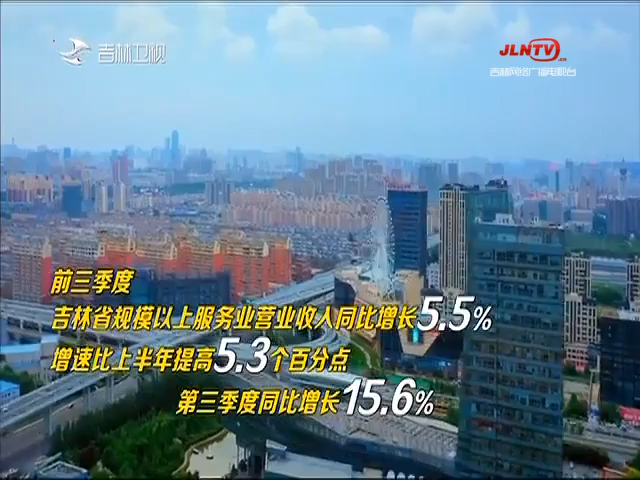 吉林卫视
JLNTV.CN
吉林网络广播电视台
前三季度
吉林省规模以上服务业营业收入同比增长5.5%
增速比上半年提高5.3个百分点
第三季度同比增长15.6%